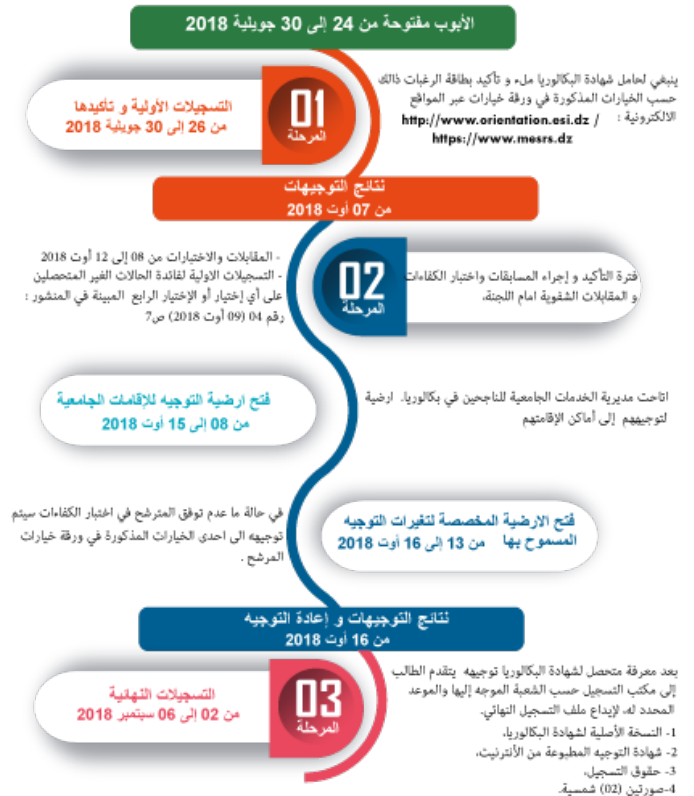 الأيوب مفتوحة من 24 إلى 30 جويلية 2018
ينبغي لحامل شهادة البكالوريا ملء و تأكيد بطاقة الرغبات ذالك
حسب الخيارات المذكورة في ورقة خيارات عبر المواقع
الالكترونية : http://www.orientation.esi.dz /
https://www.mesrs.dz
01
المرحلة
التسجيلات الأولية و تأكيدها
من 26 إلى 30 جويلية 2018
نتائج التوجيهات
من 07 أوت 2018
فترة التأكيد و إجراء المسابقات واختبار الكفاءات
و المقابلات الشفوية امام اللجنة،
02
المرحلة
- المقابلات والاختبارات من 08 إلى 12 أوت 2018
- التسجيلات الاولية لفائدة الحالات الغير المتحصلين
على أي إختيار أو الإختيار الرابع المبينة في المنشور :
رقم 04 (09 أوت 2018) ص7
اتاحت مديرية الخدمات الجامعية للناجحين في بكالوريا. ارضية
لتوجيههم إلى أماكن الإقامتهم
فتح ارضية التوجيه للإقامات الجامعية
من 08 إلى 15 أوت 2018
فتح الارضية المخصصة لتغيرات التوجيه
المسموح بها من 13 إلى 16 أوت 2018
في حالة ما عدم توفق المترشح في اختبار الكفاءات سيتم
توجيهه الى احدى الخيارات المذكورة في ورقة خيارات
المرشح .
نتائج التوجيهات و إعادة التوجيه
من 16 أوت 2018
بعد معرفة متحصل لشهادة البكالوريا توجيهه يتقدم الطالب
إلى مكتب التسجيل حسب الشعبة الموجه إليها والموعد
المحدد له، لإيداع ملف التسجيل النهائي.
1- النسخة الأصلية لشهادة البكالوريا،
2- شهادة التوجيه المطبوعة من الأنترنيت،
3- حقوق التسجيل،
4-صورتين (02) شمسية.
03
المرحلة
التسجيلات النهائية
من 02 إلى 06 سبتمبر 2018